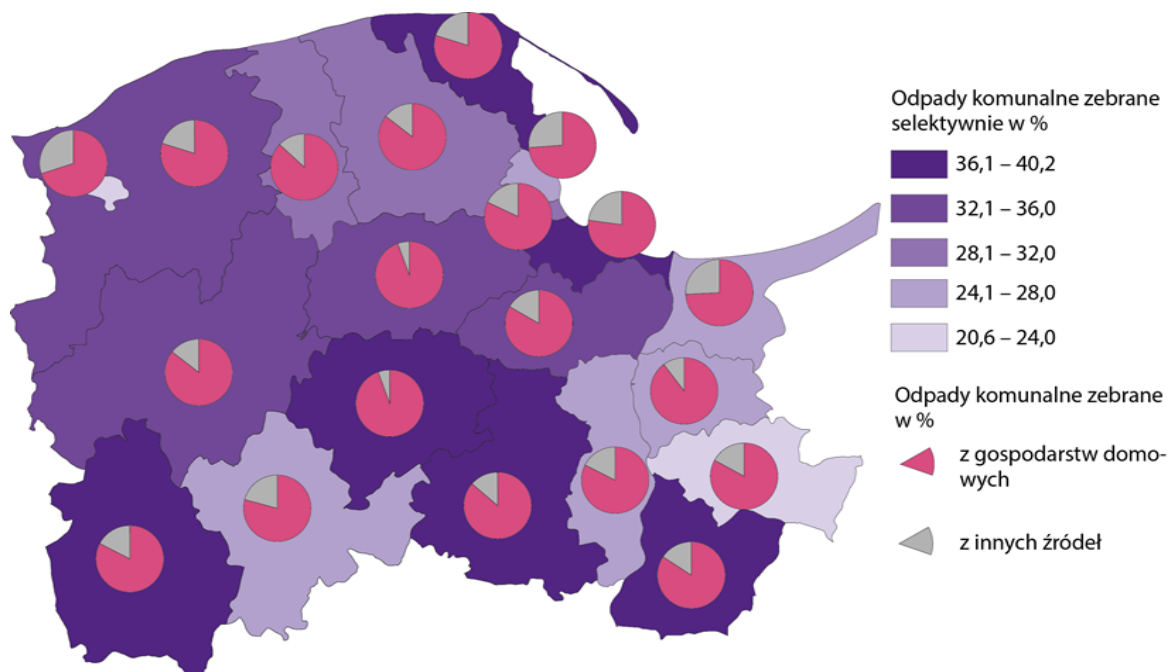 Odpady komunalne zebrane
selektywnie w %
36,1 – 40,2
32,1 – 36,0
28,1 – 32,0
24,1 – 28,0
20,6 – 24,0
Odpady komunalne zebrane
w %
z gospodarstw domo-
wych
z innych źródeł